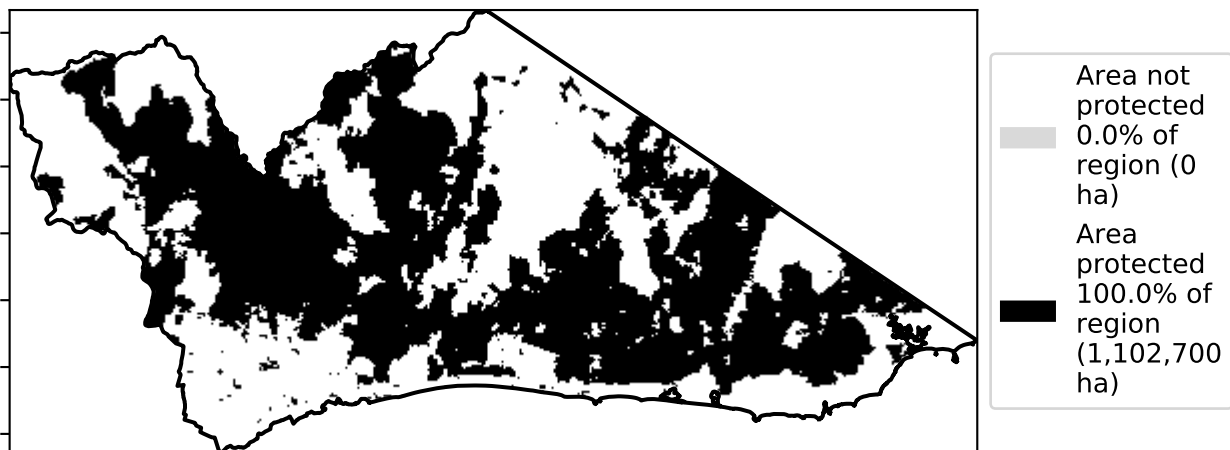 Area not
protected
0.0% of
region (0
ha)
Area
protected
100.0% of
region
(1,102,700
ha)